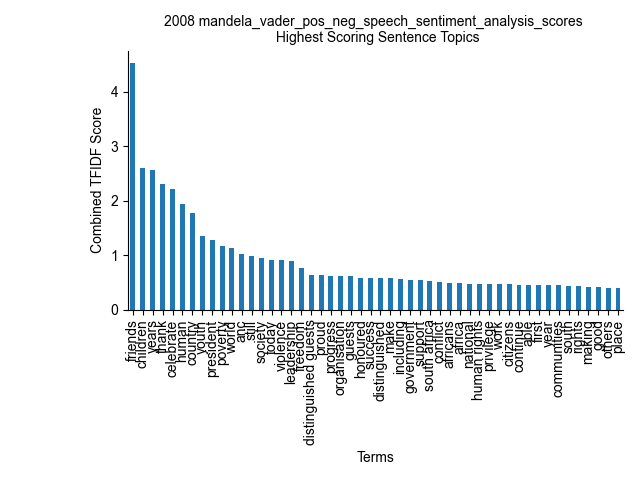 2008 mandela_vader_pos_neg_speech_sentiment_analysis_scores
Highest Scoring Sentence Topics
Combined TFIDF Score
4
3
2
1
0
friends
children
years
thank
celebrate
human
country
youth
president
poverty
world
anc
still
society
today
violence
leadership
freedom
distinguished guests
proud
progress
organisation
guests
honoured
success
distinguished
make
including
government
support
south africa
conflict
africans
africa
national
human rights
privilege
work
citizens
continue
able
first
year
communities
south
rights
making
good
others
place
Terms